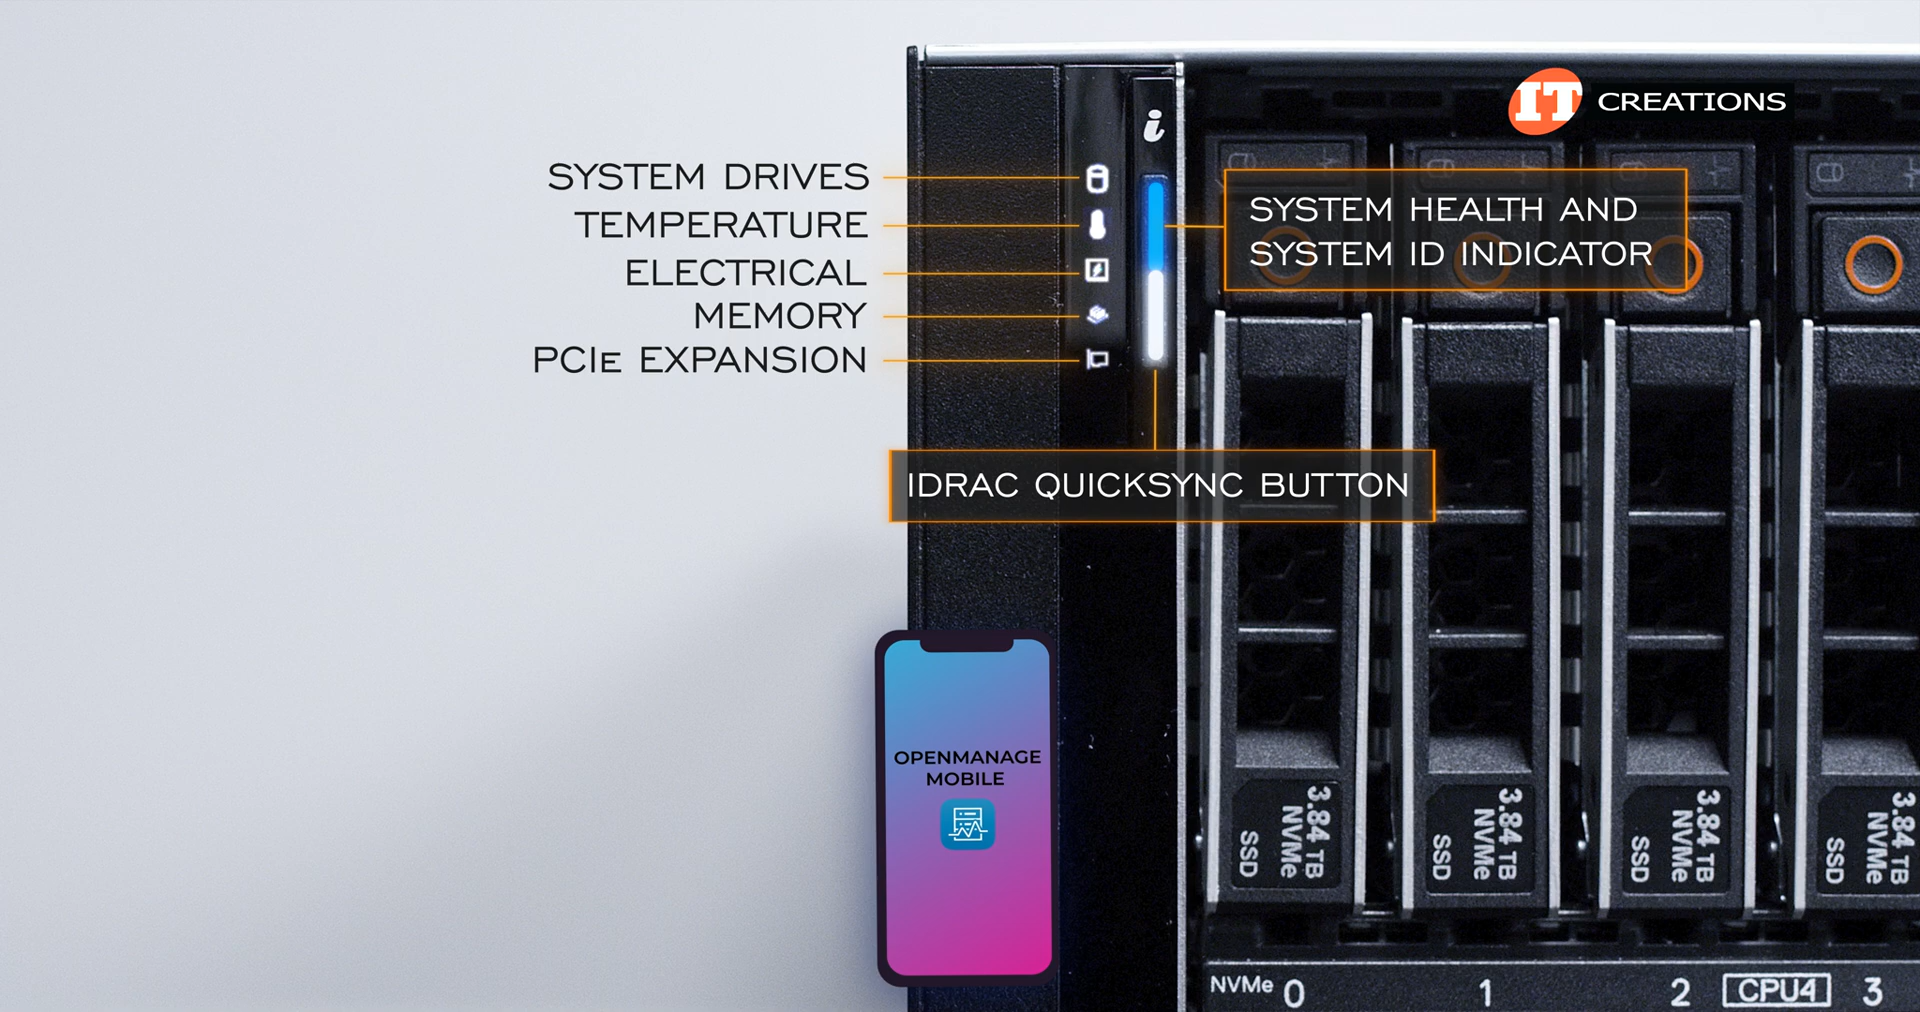 IT CREATIONS
i
SYSTEM DRIVES
TEMPERATURE
ELECTRICAL
MEMORY
PCIE EXPANSION
SYSTEM HEALTH AND
SYSTEM ID INDICATOR
IDRAC QUICKSYNC BUTTON
OPENMANAGE
MOBILE
3.84 TB
NVMe
SSD
3.84 TB
NVMe
SSD
3.84 TB
NVMe
SSD
3.84 TB
NVMe
SSD
NVMe 0 1 2 CPU4 3